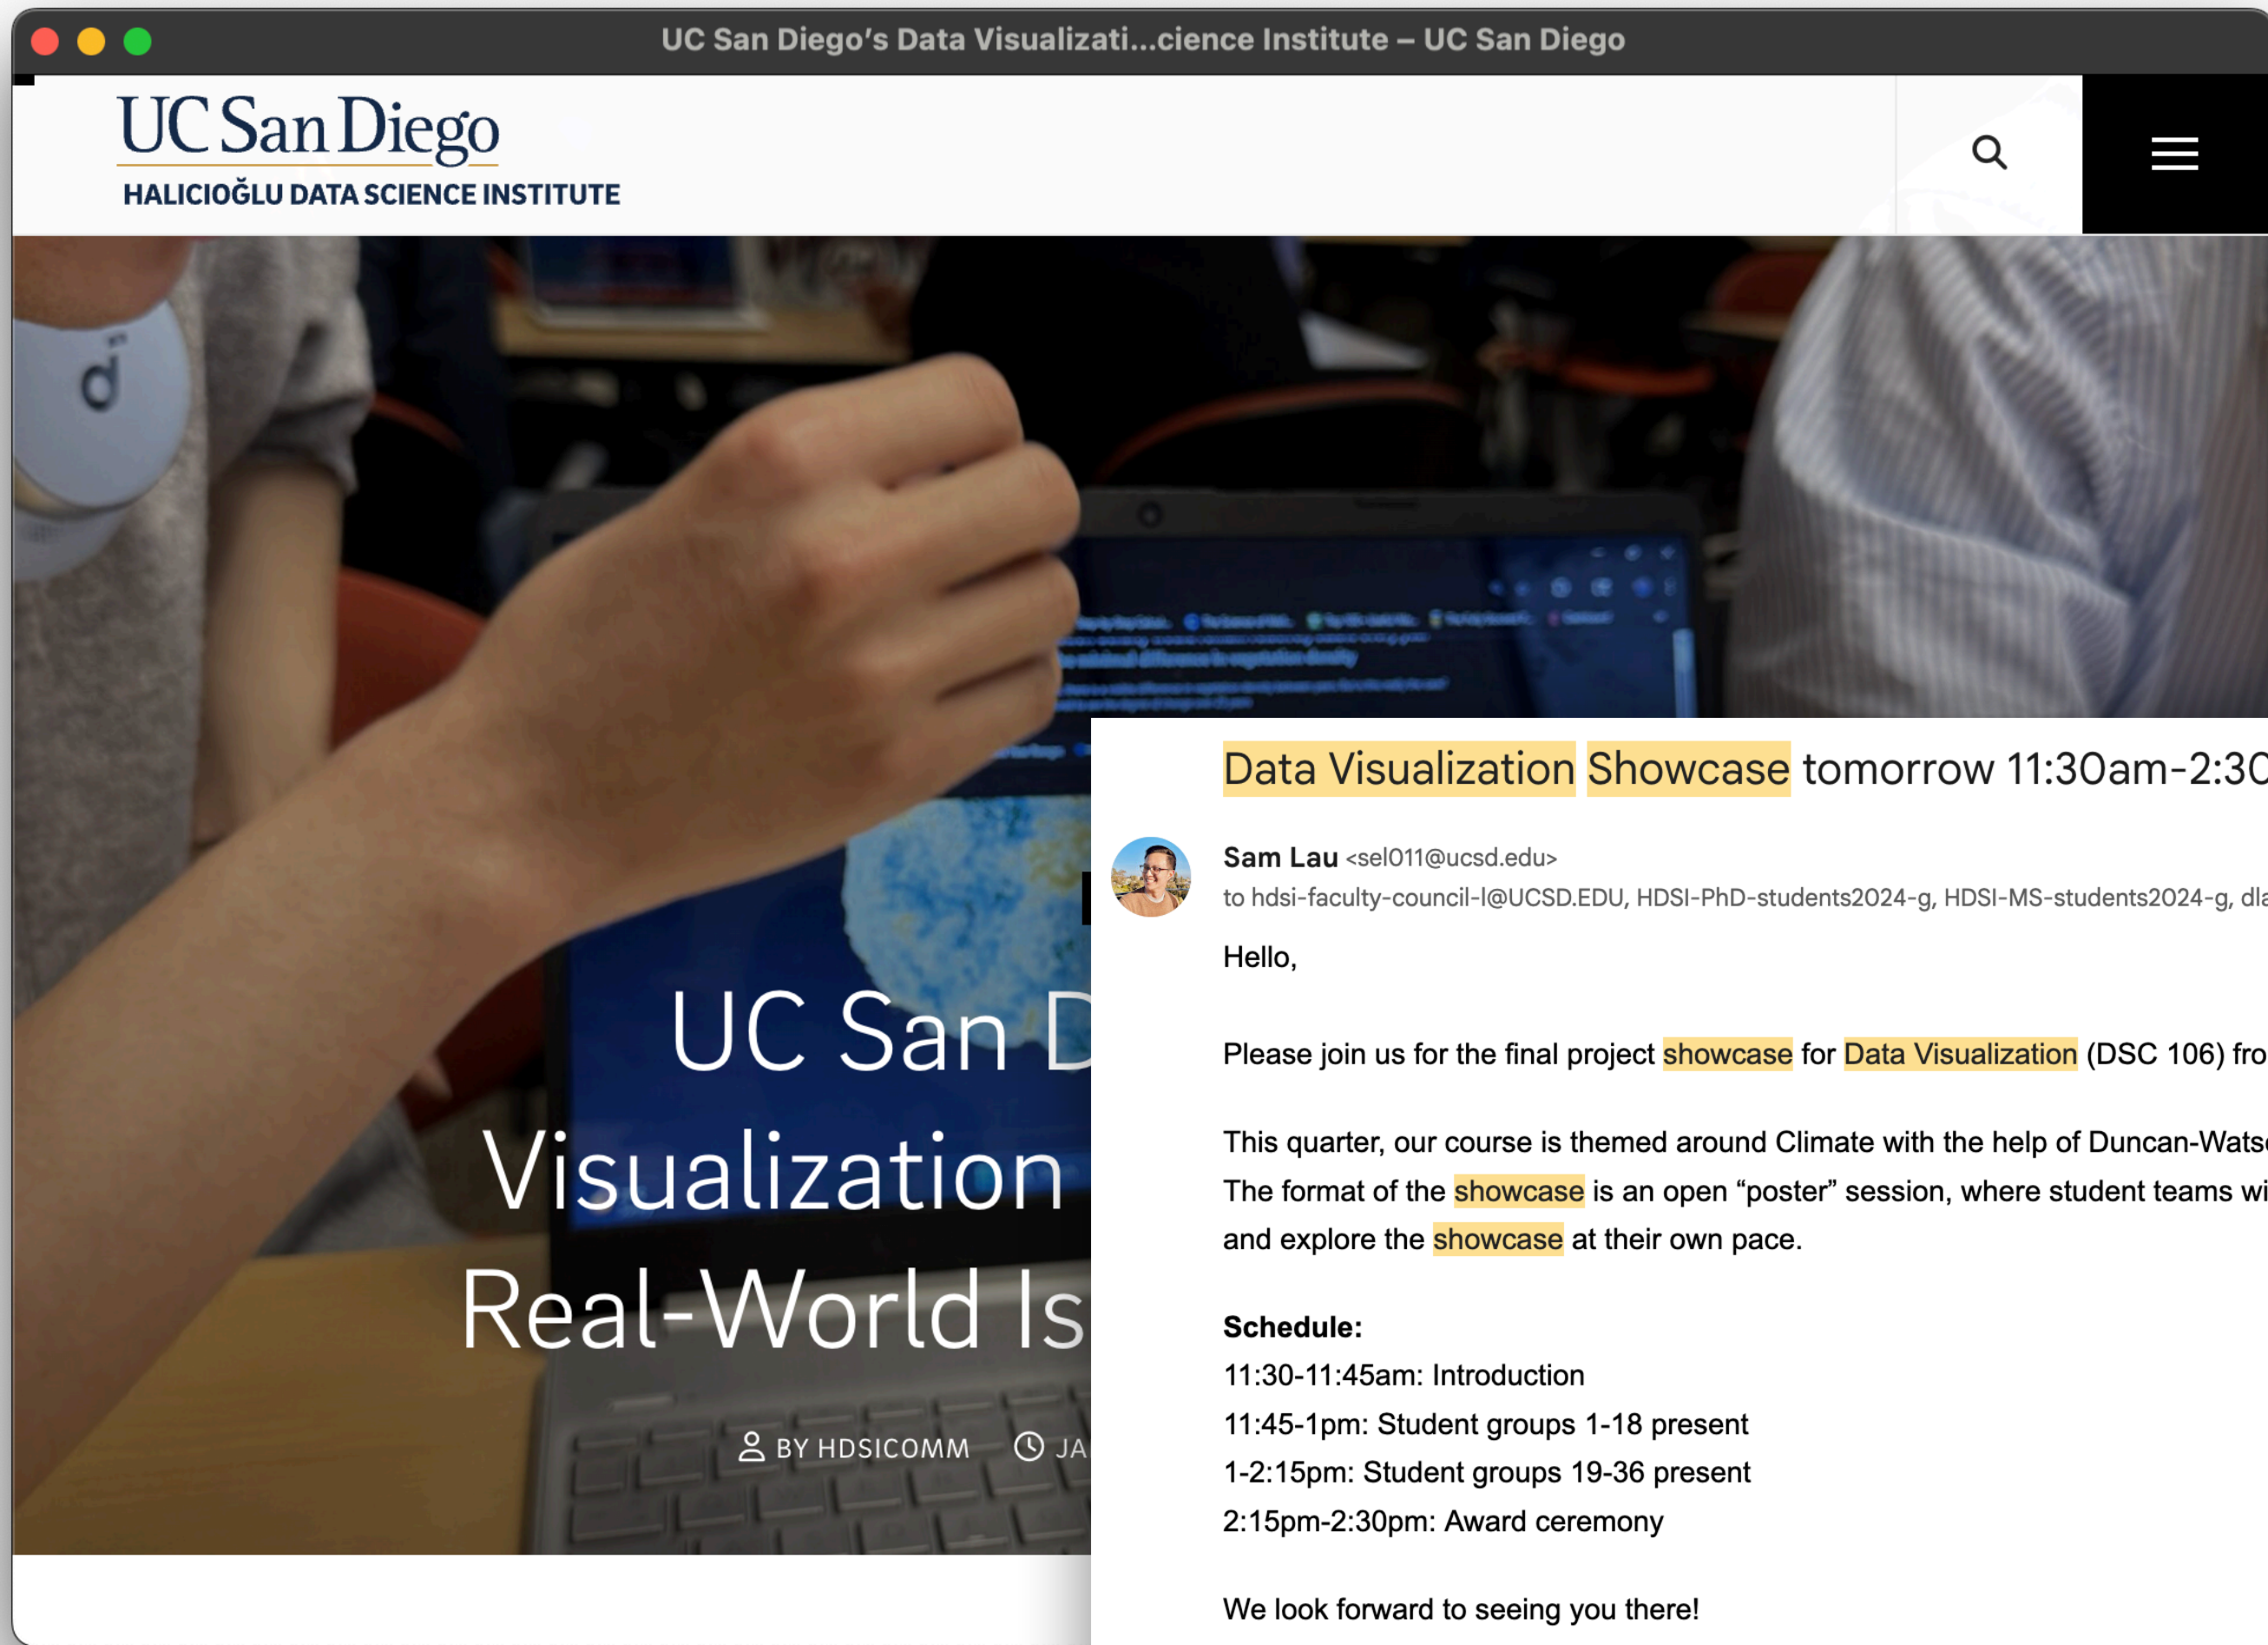 UC San Diego’s Data Visualizati...cience Institute – UC San Diego
UC San Diego
HALICIOĞLU DATA SCIENCE INSTITUTE
UC San D
Visualization
Real-World Is
BY HDSICOMM JA
Data Visualization Showcase tomorrow 11:30am-2:30
Sam Lau <sel011@ucsd.edu>
to hdsi-faculty-council-l@UCSD.EDU, HDSI-PhD-students2024-g, HDSI-MS-students2024-g, dla
Hello,
Please join us for the final project showcase for Data Visualization (DSC 106) fro
This quarter, our course is themed around Climate with the help of Duncan-Wats
The format of the showcase is an open “poster” session, where student teams wi
and explore the showcase at their own pace.
Schedule:
11:30-11:45am: Introduction
11:45-1pm: Student groups 1-18 present
1-2:15pm: Student groups 19-36 present
2:15pm-2:30pm: Award ceremony
We look forward to seeing you there!